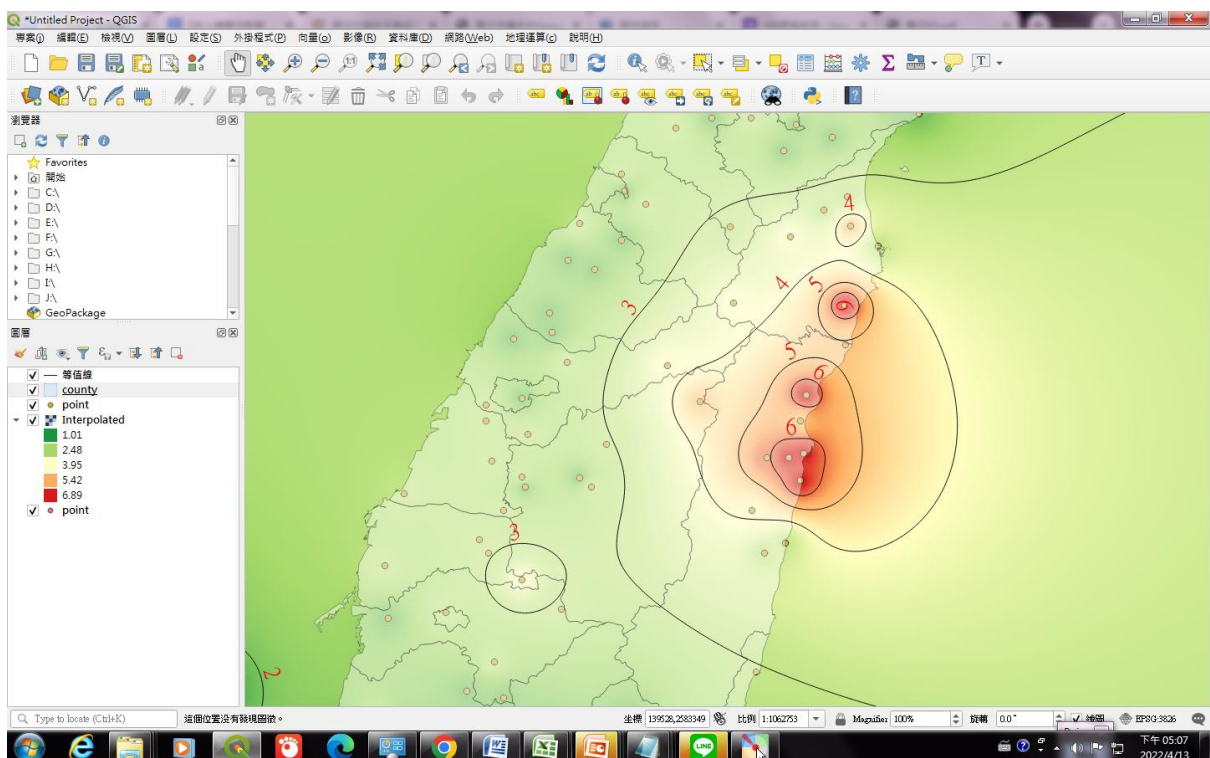 *Untitled Project - QGIS
專案(j) 編輯(E) 檢視(V) 圖層(L) 設定(S) 外掛程式(P) 向量(o) 影像(R) 資料庫(D) 網路(Web) 地理運算(c) 說明(H)
瀏覽器
Favorites
開始
C:\
D:\
E:\
F:\
G:\
H:\
I:\
J:\
GeoPackage
圖層
等值線
county
point
Interpolated
1.01
2.48
3.95
5.42
6.89
point
4
3
4
5
6
5
6
6
3
2
Type to locate (Ctrl+K)
這個位置沒有發現圖徵。
坐標 139528,2583349
比例 1:1062753
Magnifier 100%
旋轉 0.0°
EPSG:3826
LINE
下午 05:07
2022/4/13